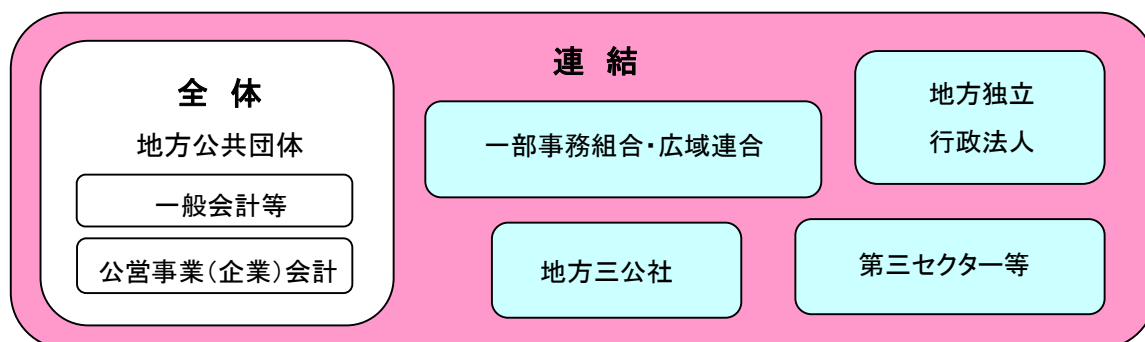 連 結
全 体
地方公共団体
一般会計等
公営事業(企業)会計
一部事務組合・広域連合
地方独立
行政法人
地方三公社
第三セクター等